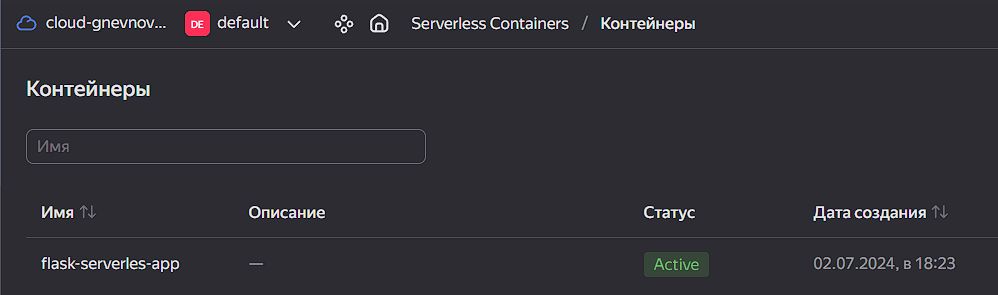 cloud-gnevnov... DE default Serverless Containers / Контейнеры
Контейнеры
Имя
Имя Описание Статус Дата создания
flask-serverles-app — Active 02.07.2024, в 18:23